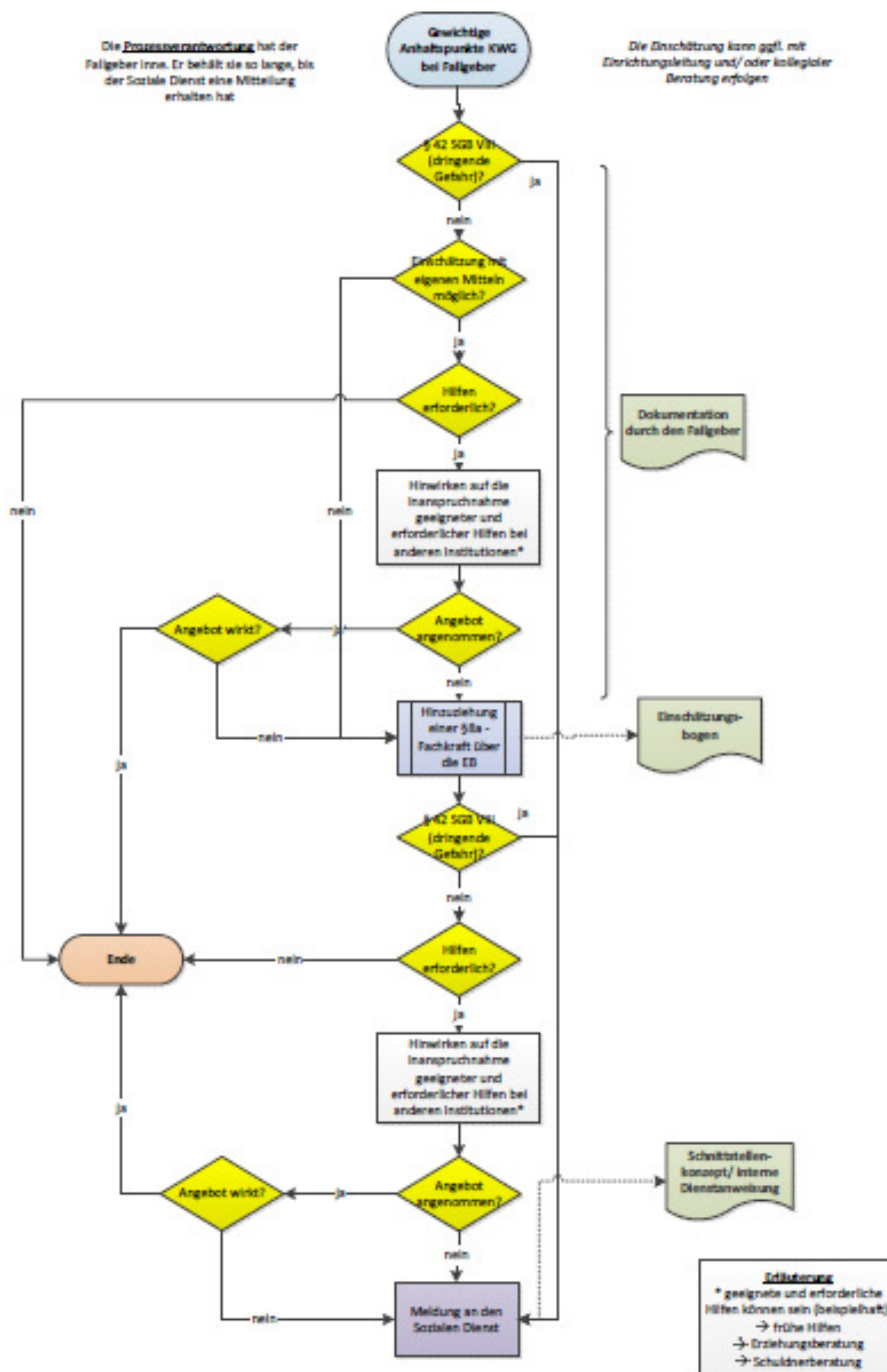 Die Prozessverantwortung hat der
Fallgeber inne. Er behält sie so lange, bis
der Soziale Dienst eine Mitteilung
erhalten hat
Gewichtige
Anhaftspunkte KWG
bei Fallgeber
Die Einschätzung kann ggfl. mit
Einrichtungsleitung und/ oder kollegialer
Beratung erfolgen
§ 42 SGB VIII
(dringende
Gefahr)?
ja
nein
Einschätzung mit
eigenen Mitteln
möglich?
ja
Hilfen
erforderlich?
Dokumentation
durch den Fallgeber
ja
nein
nein
Hinwirken auf die
Inanspruchnahme
geeigneter und
erforderlicher Hilfen bei
anderen Institutionen*
Angebot wirkt?
ja
Angebot
angenommen?
nein
nein
Hinzuziehung
einer §8a -
Fachkraft über
die EB
Einschätzungs-
bogen
ja
§ 42 SGB VIII
(dringende
Gefahr)?
ja
nein
Ende
nein
Hilfen
erforderlich?
ja
Hinwirken auf die
Inanspruchnahme
geeigneter und
erforderlicher Hilfen bei
anderen Institutionen*
ja
Schnittstellen-
konzept/ interne
Dienstanweisung
Angebot wirkt?
ja
Angebot
angenommen?
nein
nein
Meldung an den
Sozialen Dienst
Erläuterung
* geeignete und erforderliche
Hilfen können sein (beispielhaft)
→ frühe Hilfen
→ Erziehungsberatung
→ Schuldnerberatung